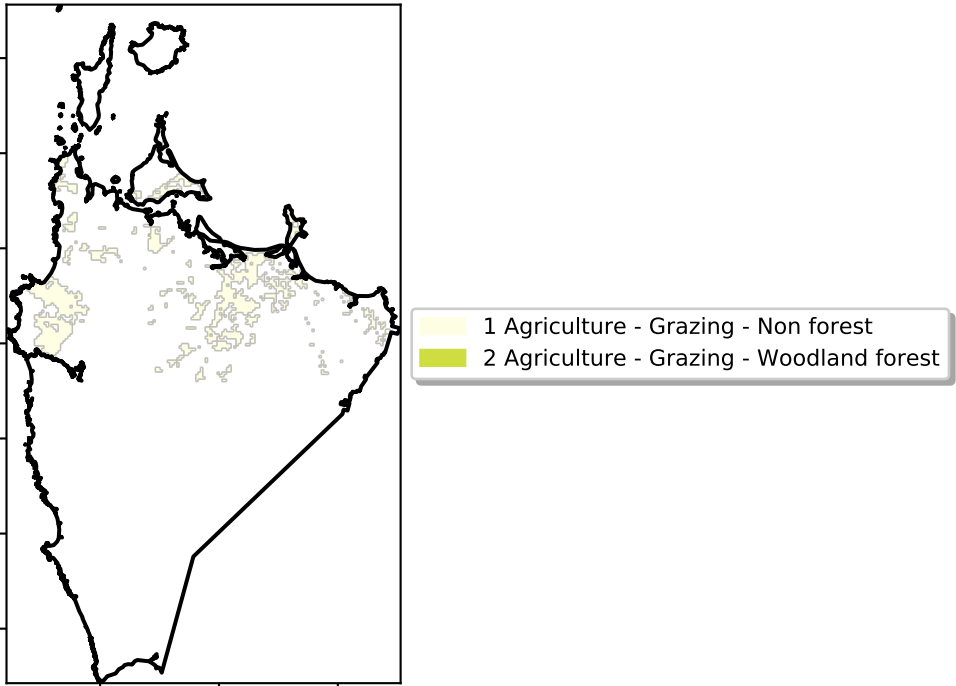 1 Agriculture - Grazing - Non forest
2 Agriculture - Grazing - Woodland forest